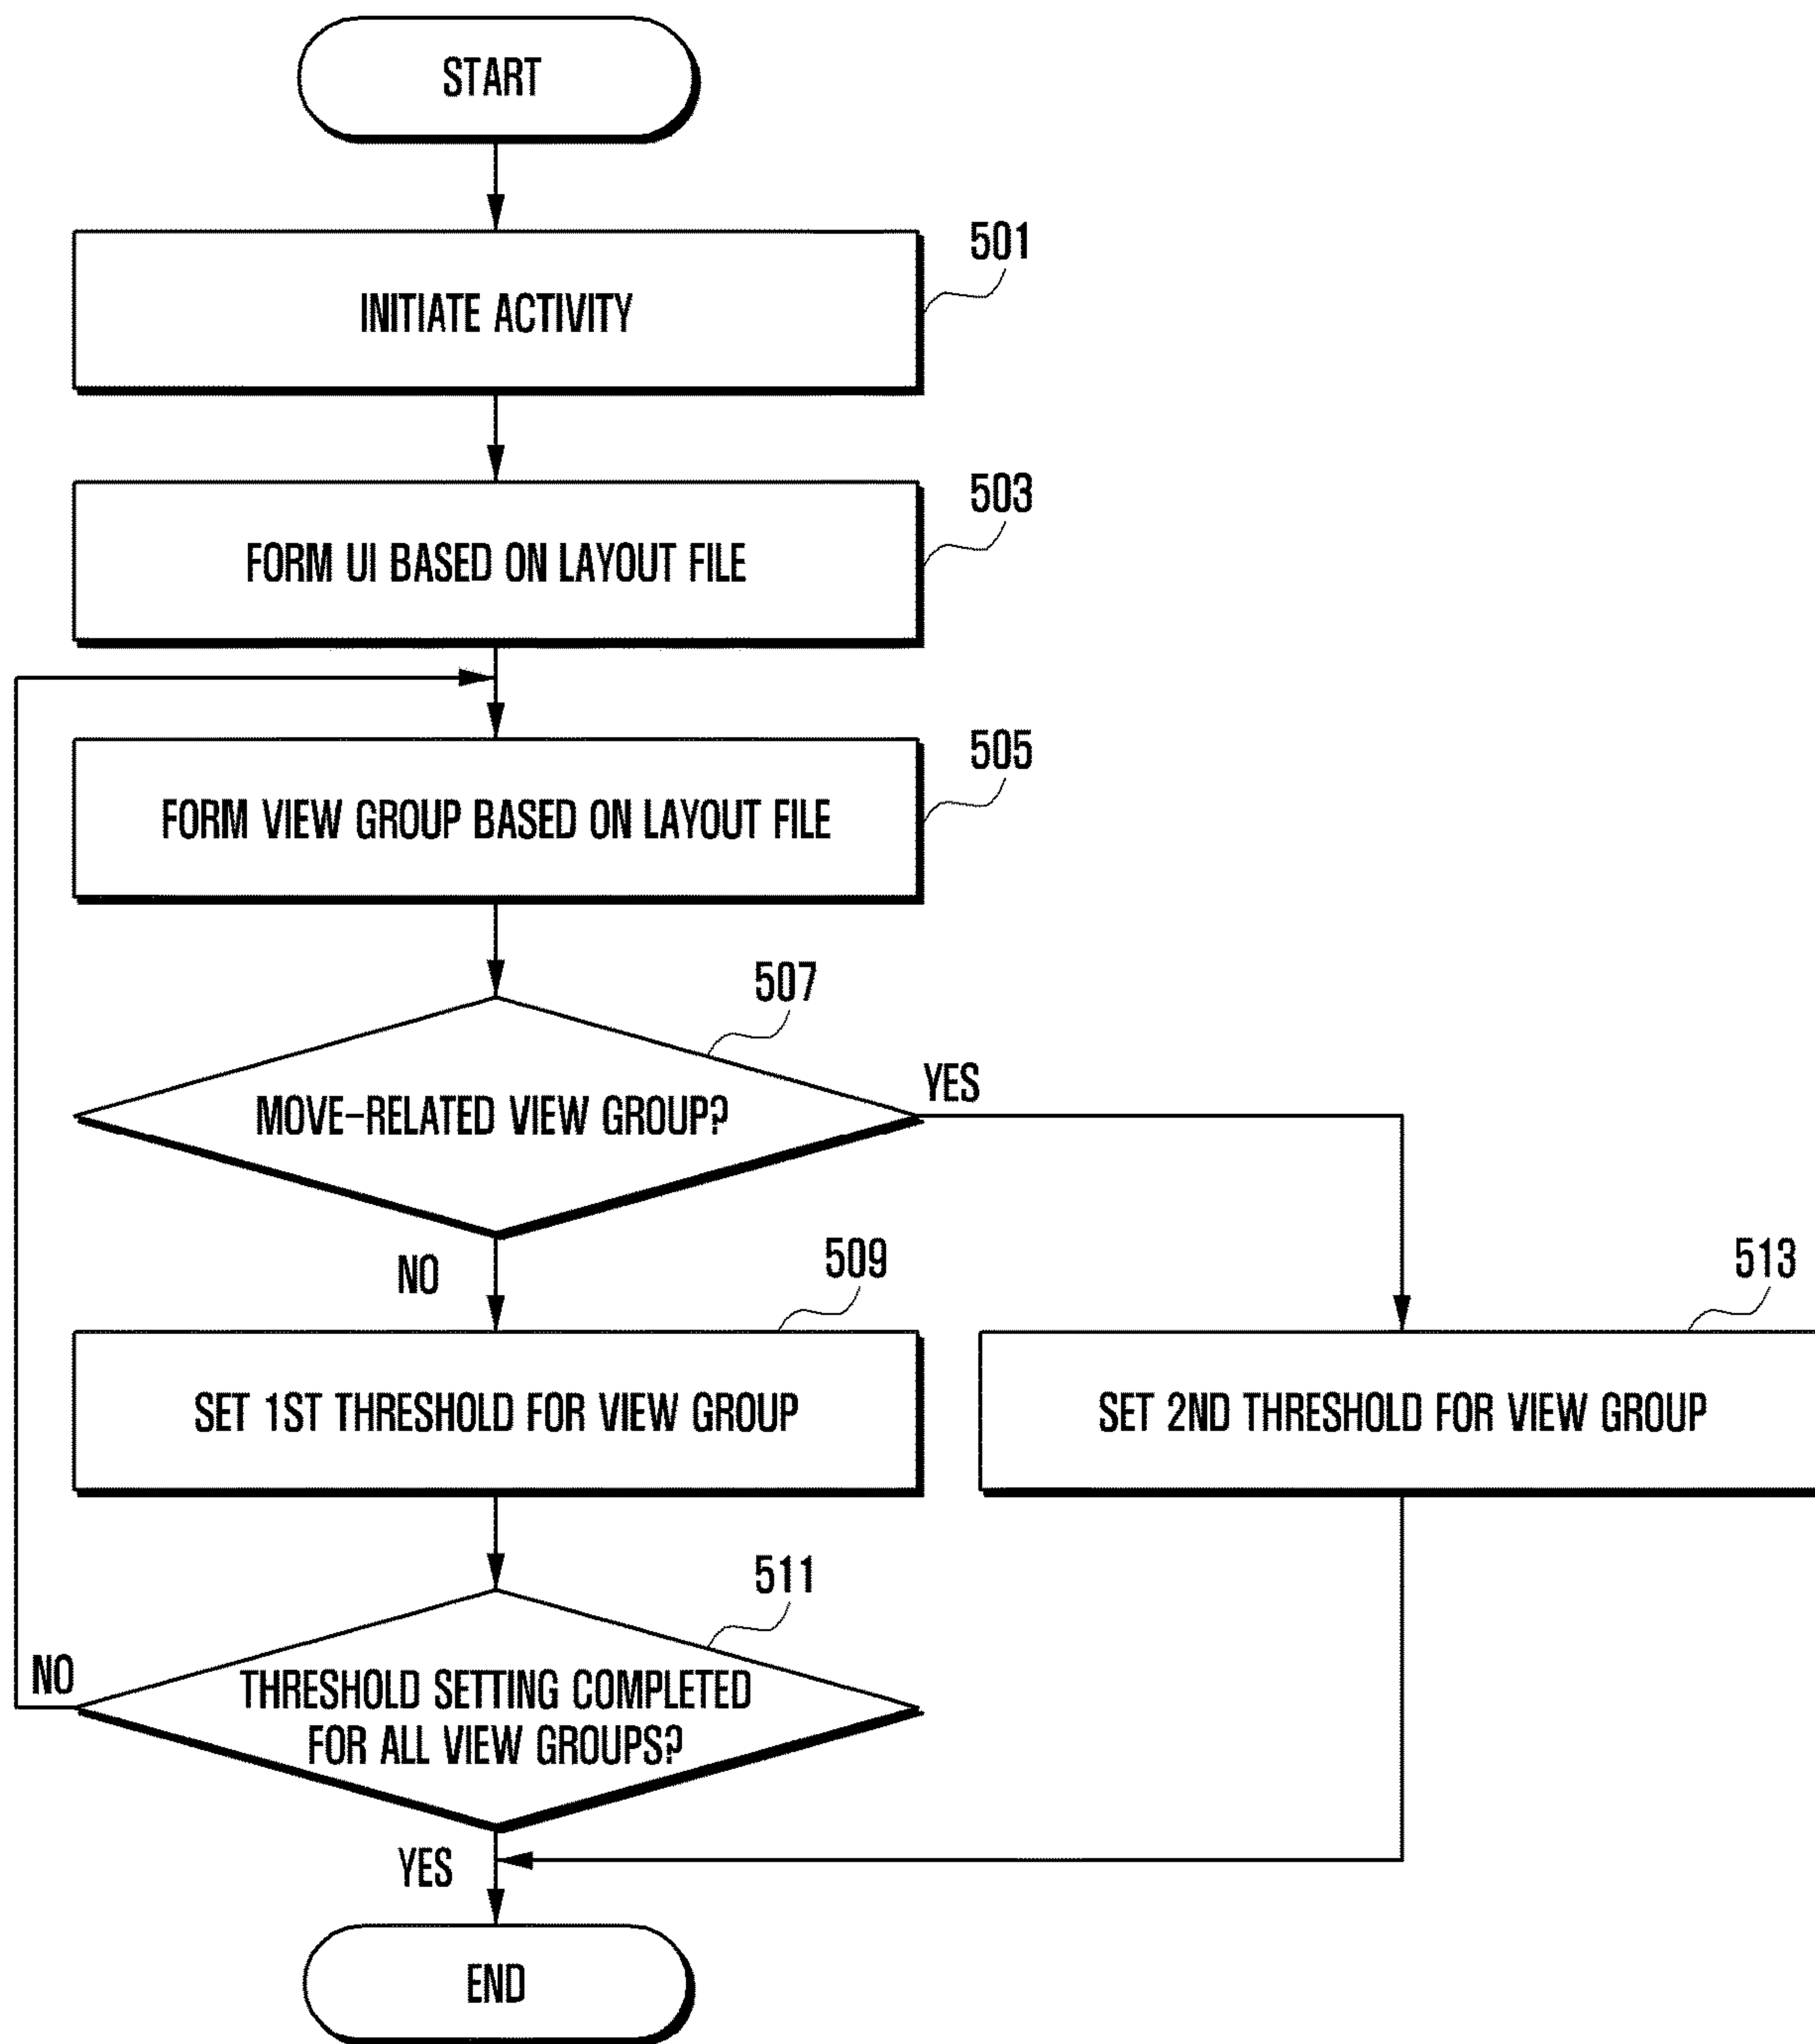 START
501
INITIATE ACTIVITY
503
FORM UI BASED ON LAYOUT FILE
505
FORM VIEW GROUP BASED ON LAYOUT FILE
507
MOVE-RELATED VIEW GROUP?
YES
NO
509
513
SET 1ST THRESHOLD FOR VIEW GROUP
SET 2ND THRESHOLD FOR VIEW GROUP
511
NO
THRESHOLD SETTING COMPLETED
FOR ALL VIEW GROUPS?
YES
END